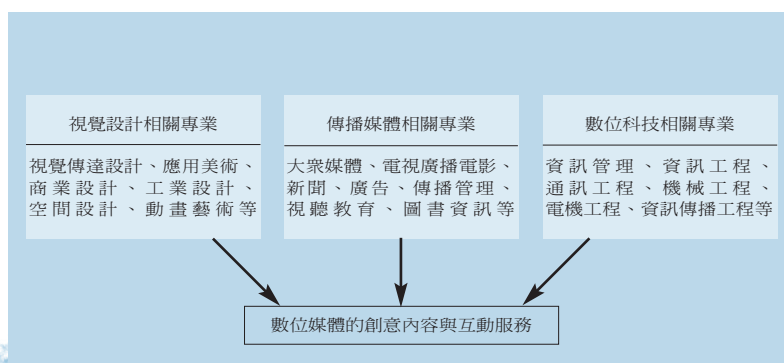 視覺設計相關專業
視覺傳達設計、應用美術、
商業設計、工業設計、
空間設計、動畫藝術等
傳播媒體相關專業
大眾媒體、電視廣播電影、
新聞、廣告、傳播管理、
視聽教育、圖書資訊等
數位科技相關專業
資訊管理、資訊工程、
通訊工程、機械工程、
電機工程、資訊傳播工程等
數位媒體的創意內容與互動服務